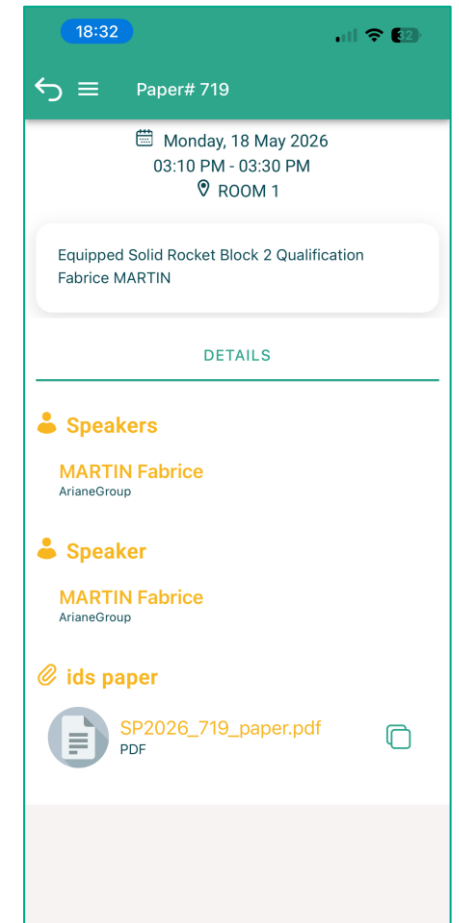 18:32
32
Paper# 719
Monday, 18 May 2026
03:10 PM - 03:30 PM
ROOM 1
Equipped Solid Rocket Block 2 Qualification
Fabrice MARTIN
DETAILS
Speakers
MARTIN Fabrice
ArianeGroup
Speaker
MARTIN Fabrice
ArianeGroup
ids paper
SP2026_719_paper.pdf
PDF